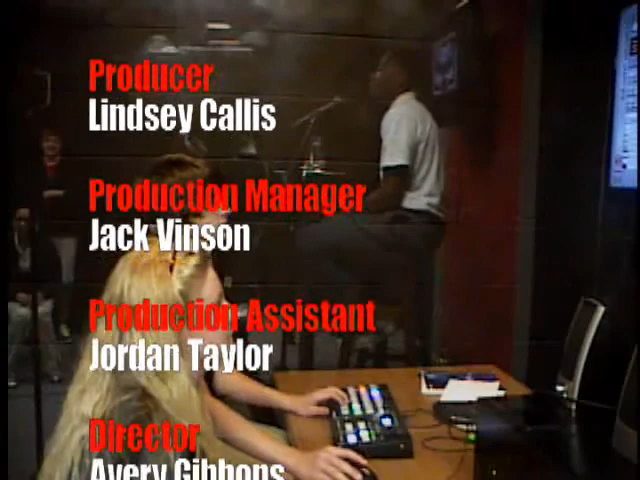 Producer
Lindsey Callis
Production Manager
Jack Vinson
Production Assistant
Jordan Taylor
Director
Avery Gibbons